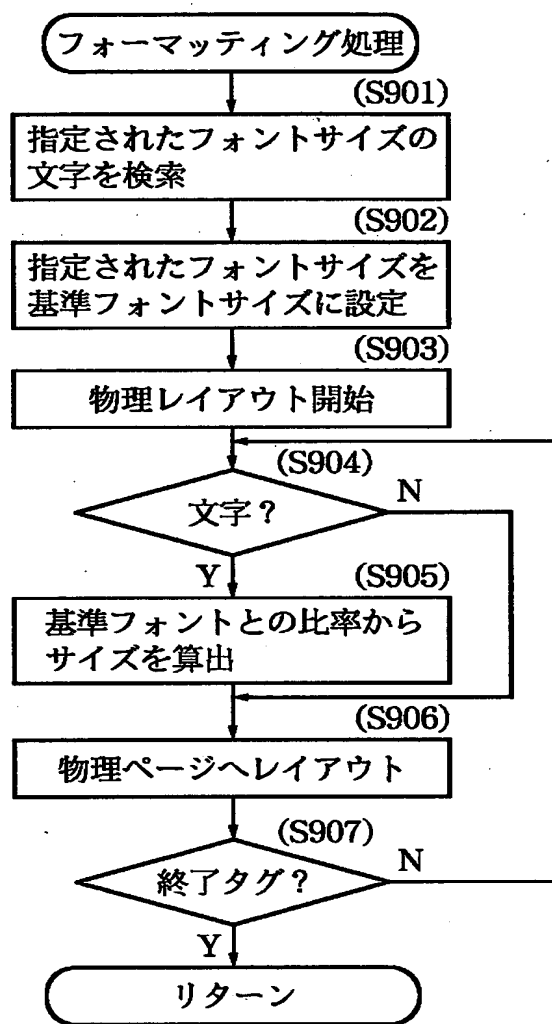 フォーマッティング処理
(S901)
指定されたフォントサイズの
文字を検索
(S902)
指定されたフォントサイズを
基準フォントサイズに設定
(S903)
物理レイアウト開始
(S904)
文字?
N
Y
(S905)
基準フォントとの比率から
サイズを算出
(S906)
物理ページへレイアウト
(S907)
終了タグ?
N
Y
リターン